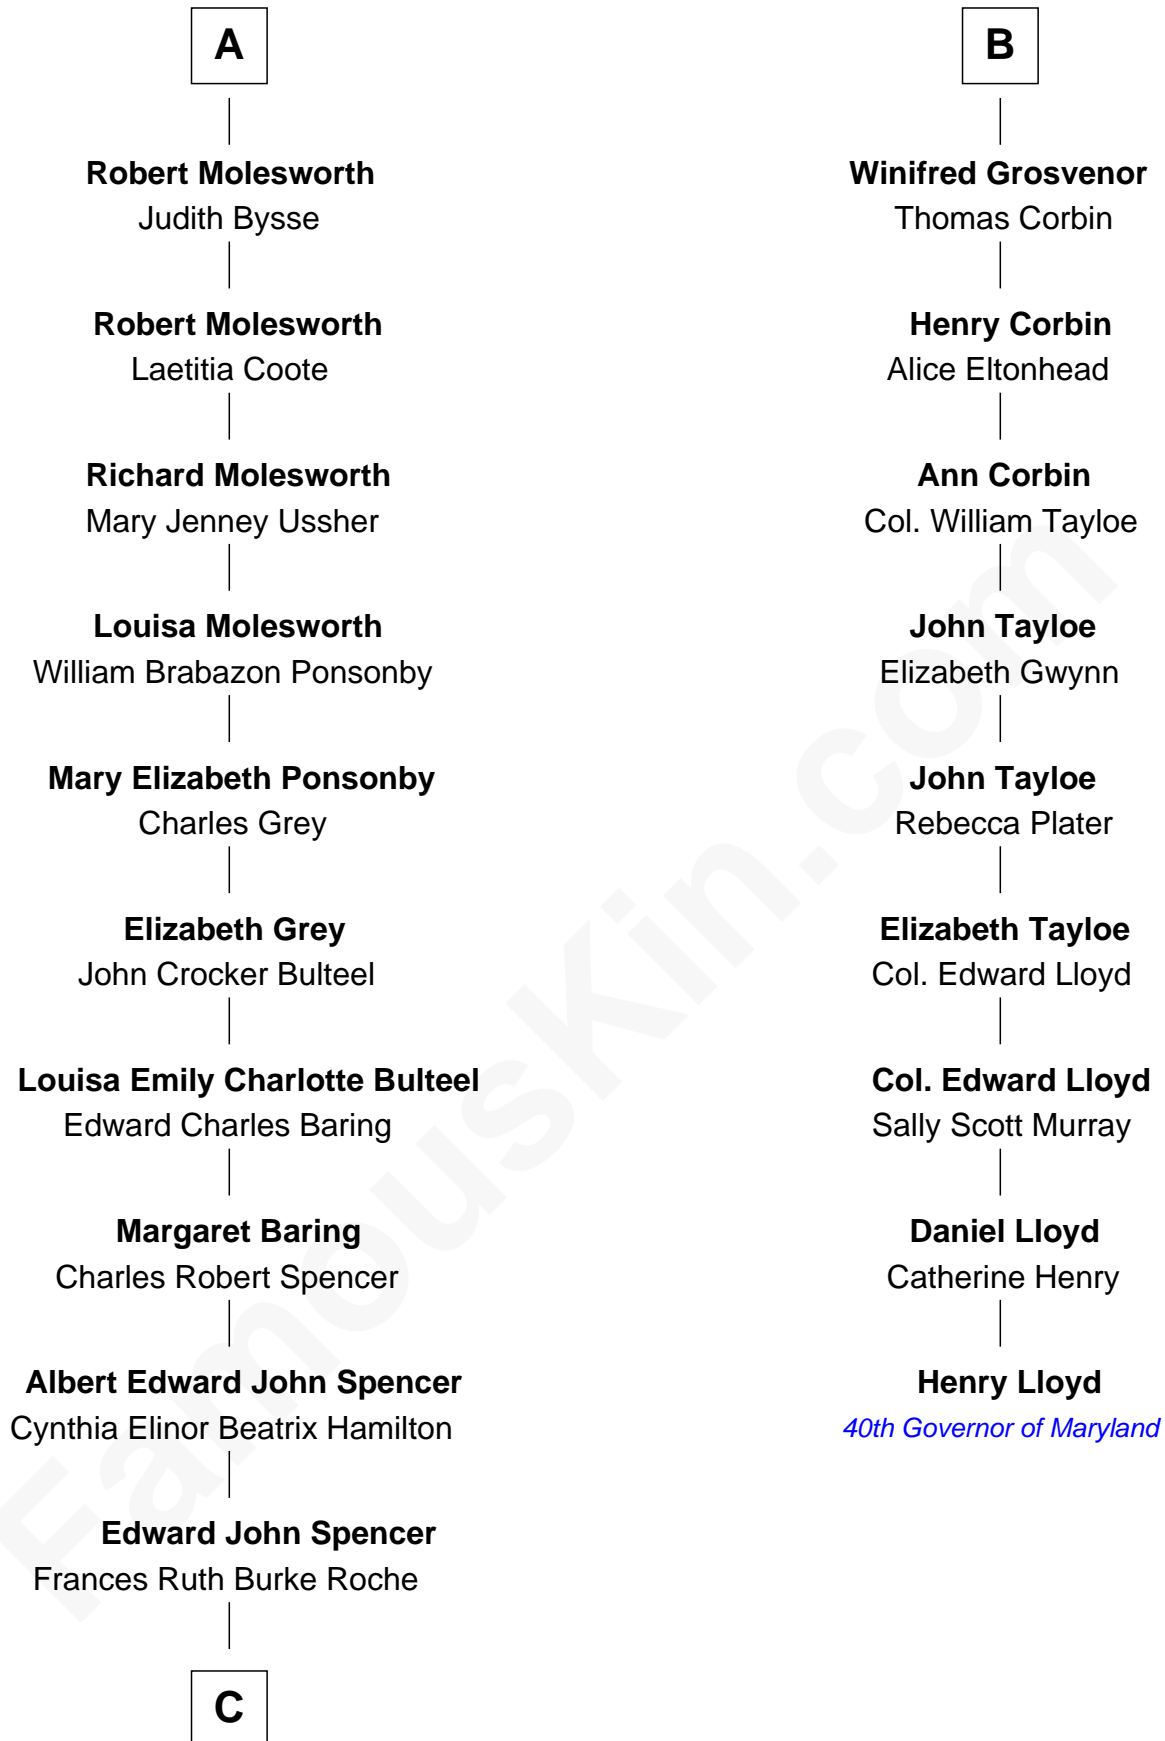 A
Robert Molesworth
Judith Bysse
Robert Molesworth
Laetitia Coote
Richard Molesworth
Mary Jenney Ussher
Louisa Molesworth
William Brabazon Ponsonby
Mary Elizabeth Ponsonby
Charles Grey
Elizabeth Grey
John Crocker Bulteel
Louisa Emily Charlotte Bulteel
Edward Charles Baring
Margaret Baring
Charles Robert Spencer
Albert Edward John Spencer
Cynthia Elinor Beatrix Hamilton
Edward John Spencer
Frances Ruth Burke Roche
C
B
Winifred Grosvenor
Thomas Corbin
Henry Corbin
Alice Eltonhead
Ann Corbin
Col. William Tayloe
John Tayloe
Elizabeth Gwynn
John Tayloe
Rebecca Plater
Elizabeth Tayloe
Col. Edward Lloyd
Col. Edward Lloyd
Sally Scott Murray
Daniel Lloyd
Catherine Henry
Henry Lloyd
40th Governor of Maryland
FamousKin.com